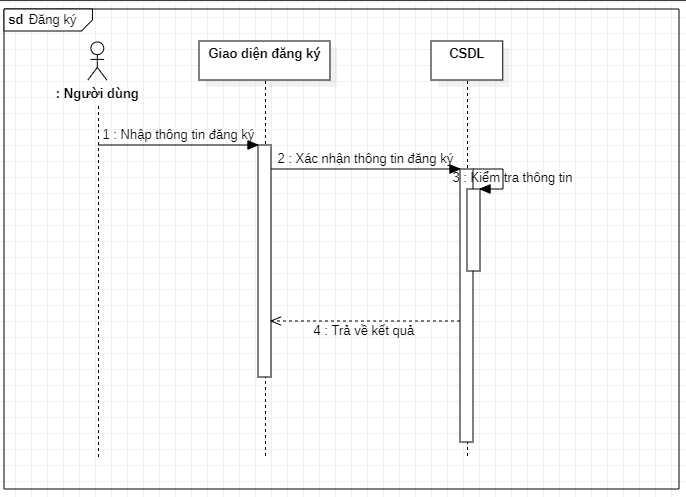 sd Đăng ký
: Người dùng
Giao diện đăng ký
CSDL
1 : Nhập thông tin đăng ký
2 : Xác nhận thông tin đăng ký
3 : Kiểm tra thông tin
4 : Trả về kết quả